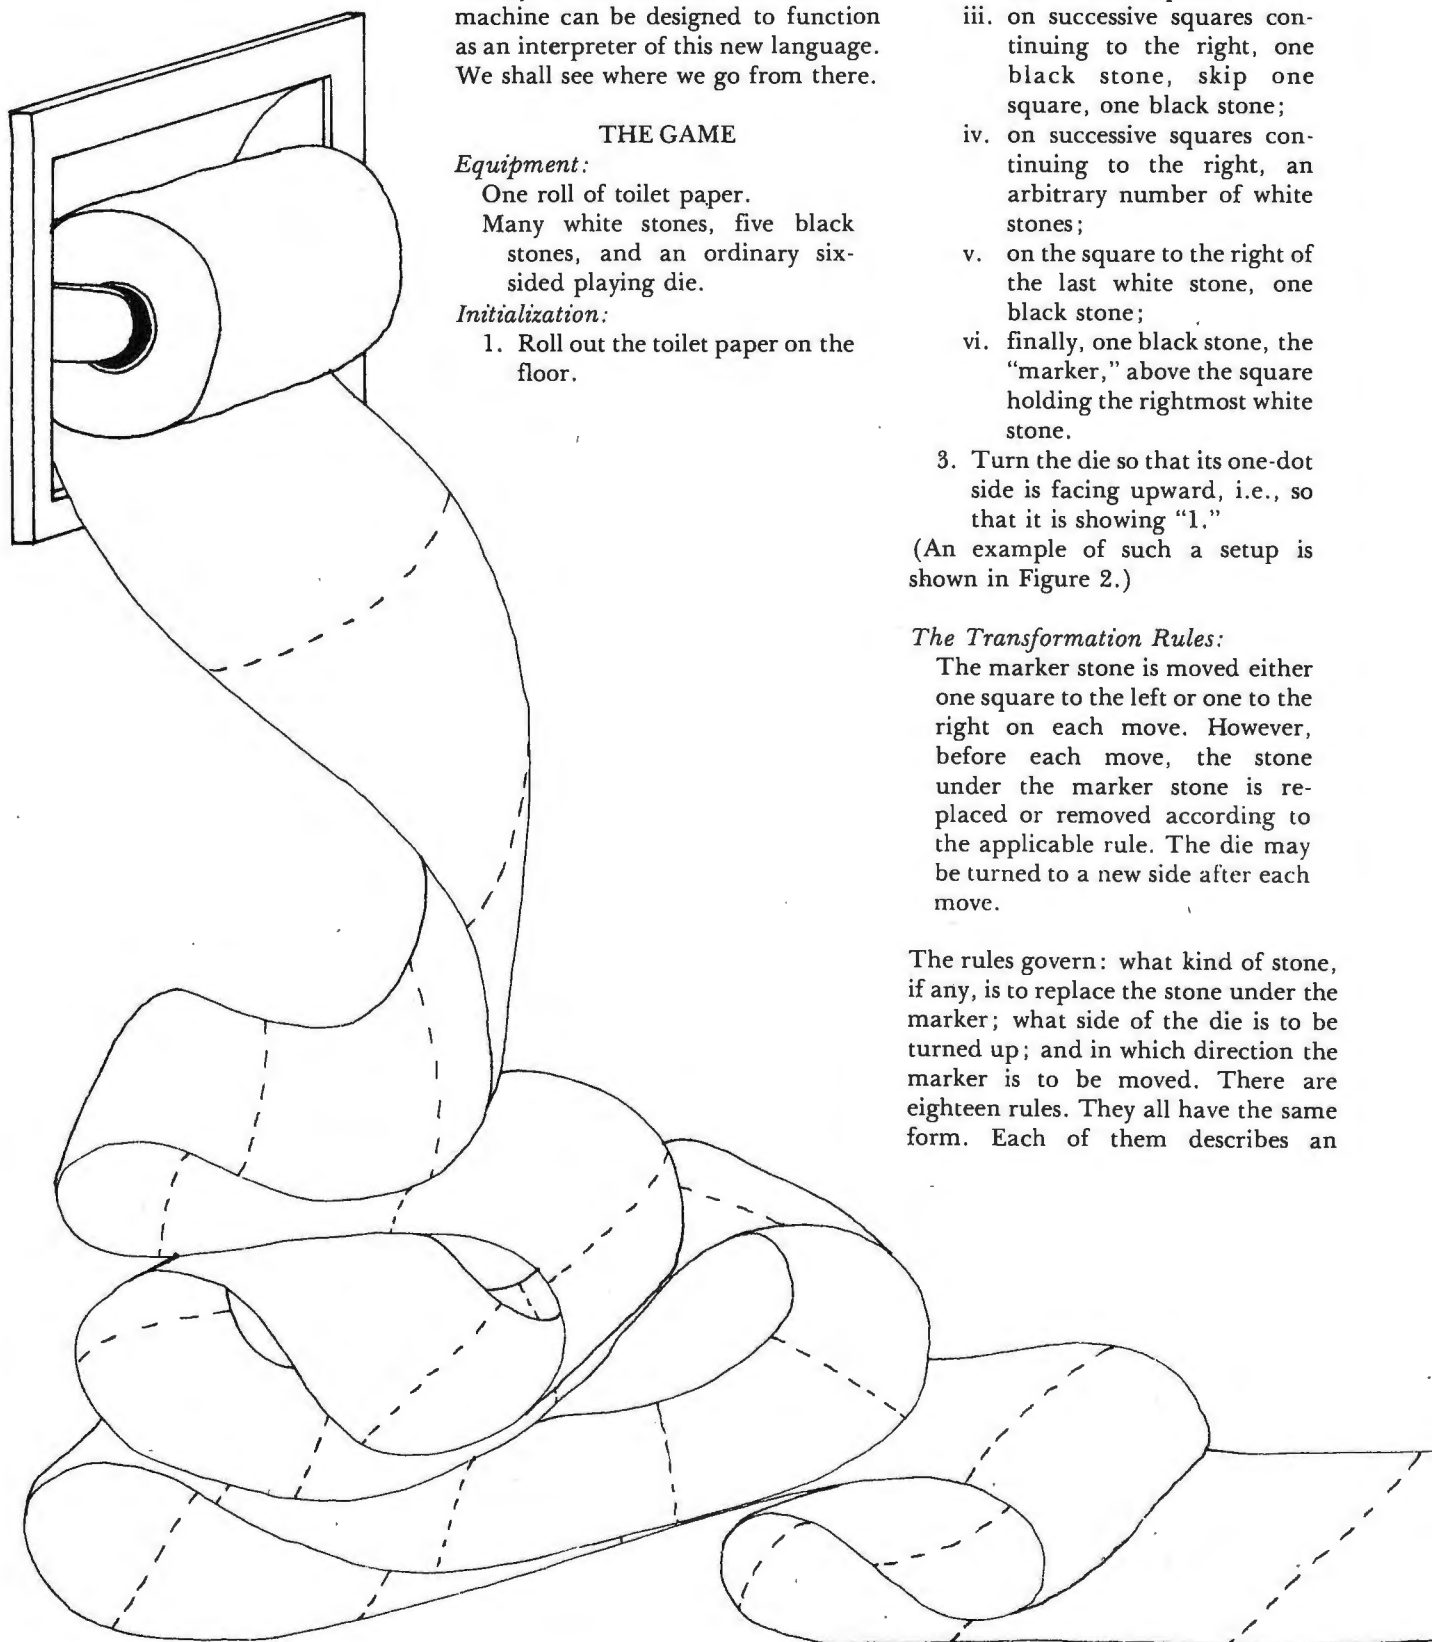 machine can be designed to function
as an interpreter of this new language.
We shall see where we go from there.
THE GAME
Equipment:
One roll of toilet paper.
Many white stones, five black
stones, and an ordinary six-
sided playing die.
Initialization:
1. Roll out the toilet paper on the
floor.
iii. on successive squares con-
tinuing to the right, one
black stone, skip one
square, one black stone;
iv. on successive squares con-
tinuing to the right, an
arbitrary number of white
stones;
v. on the square to the right of
the last white stone, one
black stone;
vi. finally, one black stone, the
"marker," above the square
holding the rightmost white
stone.
3. Turn the die so that its one-dot
side is facing upward, i.e., so
that it is showing "1."
(An example of such a setup is
shown in Figure 2.)
The Transformation Rules:
The marker stone is moved either
one square to the left or one to the
right on each move. However,
before each move, the stone
under the marker stone is re-
placed or removed according to
the applicable rule. The die may
be turned to a new side after each
move.
The rules govern: what kind of stone,
if any, is to replace the stone under the
marker; what side of the die is to be
turned up; and in which direction the
marker is to be moved. There are
eighteen rules. They all have the same
form. Each of them describes an